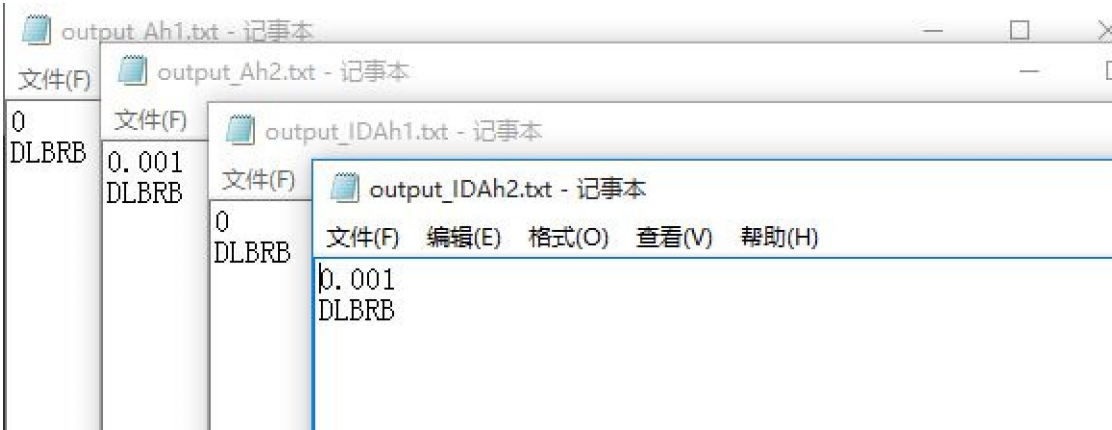 output_Ah1.txt - 记事本
文件(F)
0
DLBRB
output_Ah2.txt - 记事本
文件(F)
0.001
DLBRB
output_IDAh1.txt - 记事本
文件(F)
0
DLBRB
output_IDAh2.txt - 记事本
文件(F) 编辑(E) 格式(O) 查看(V) 帮助(H)
0.001
DLBRB